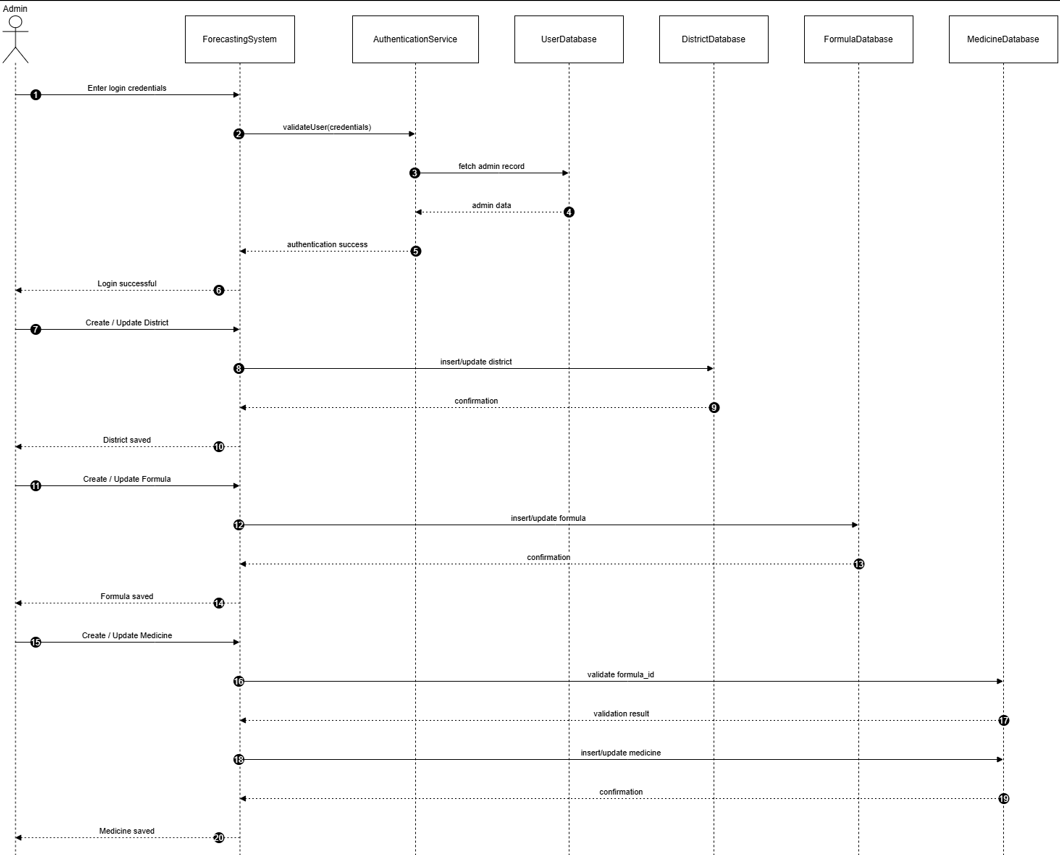 Admin
ForecastingSystem
AuthenticationService
UserDatabase
DistrictDatabase
FormulaDatabase
MedicineDatabase
1 Enter login credentials
2 validateUser(credentials)
3 fetch admin record
admin data 4
authentication success 5
Login successful 6
7 Create / Update District
8 insert/update district
confirmation 9
District saved 10
11 Create / Update Formula
12 insert/update formula
confirmation 13
Formula saved 14
15 Create / Update Medicine
16 validate formula_id
validation result 17
18 insert/update medicine
confirmation 19
Medicine saved 20